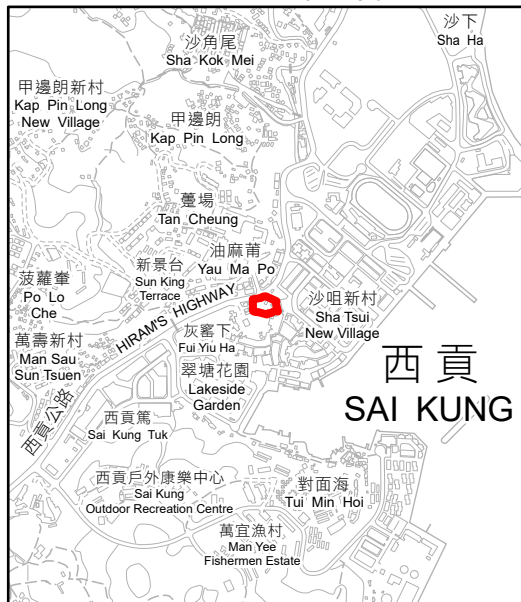 沙角尾
Sha Kok Mei
沙下
Sha Ha
甲邊朗新村
Kap Pin Long
New Village
甲邊朗
Kap Pin Long
躉場
Tan Cheung
油麻莆
Yau Ma Po
新景台
Sun King
Terrace
菠蘿輋
Po Lo
Che
HIRAM'S HIGHWAY
沙咀新村
Sha Tsui
New Village
灰窰下
Fui Yiu Ha
萬壽新村
Man Sau
Sun Tsuen
翠塘花園
Lakeside
Garden
西貢
SAI KUNG
西貢公路
西貢篤
Sai Kung Tuk
西貢戶外康樂中心
Sai Kung
Outdoor Recreation Centre
對面海
Tui Min Hoi
萬宜漁村
Man Yee
Fishermen Estate